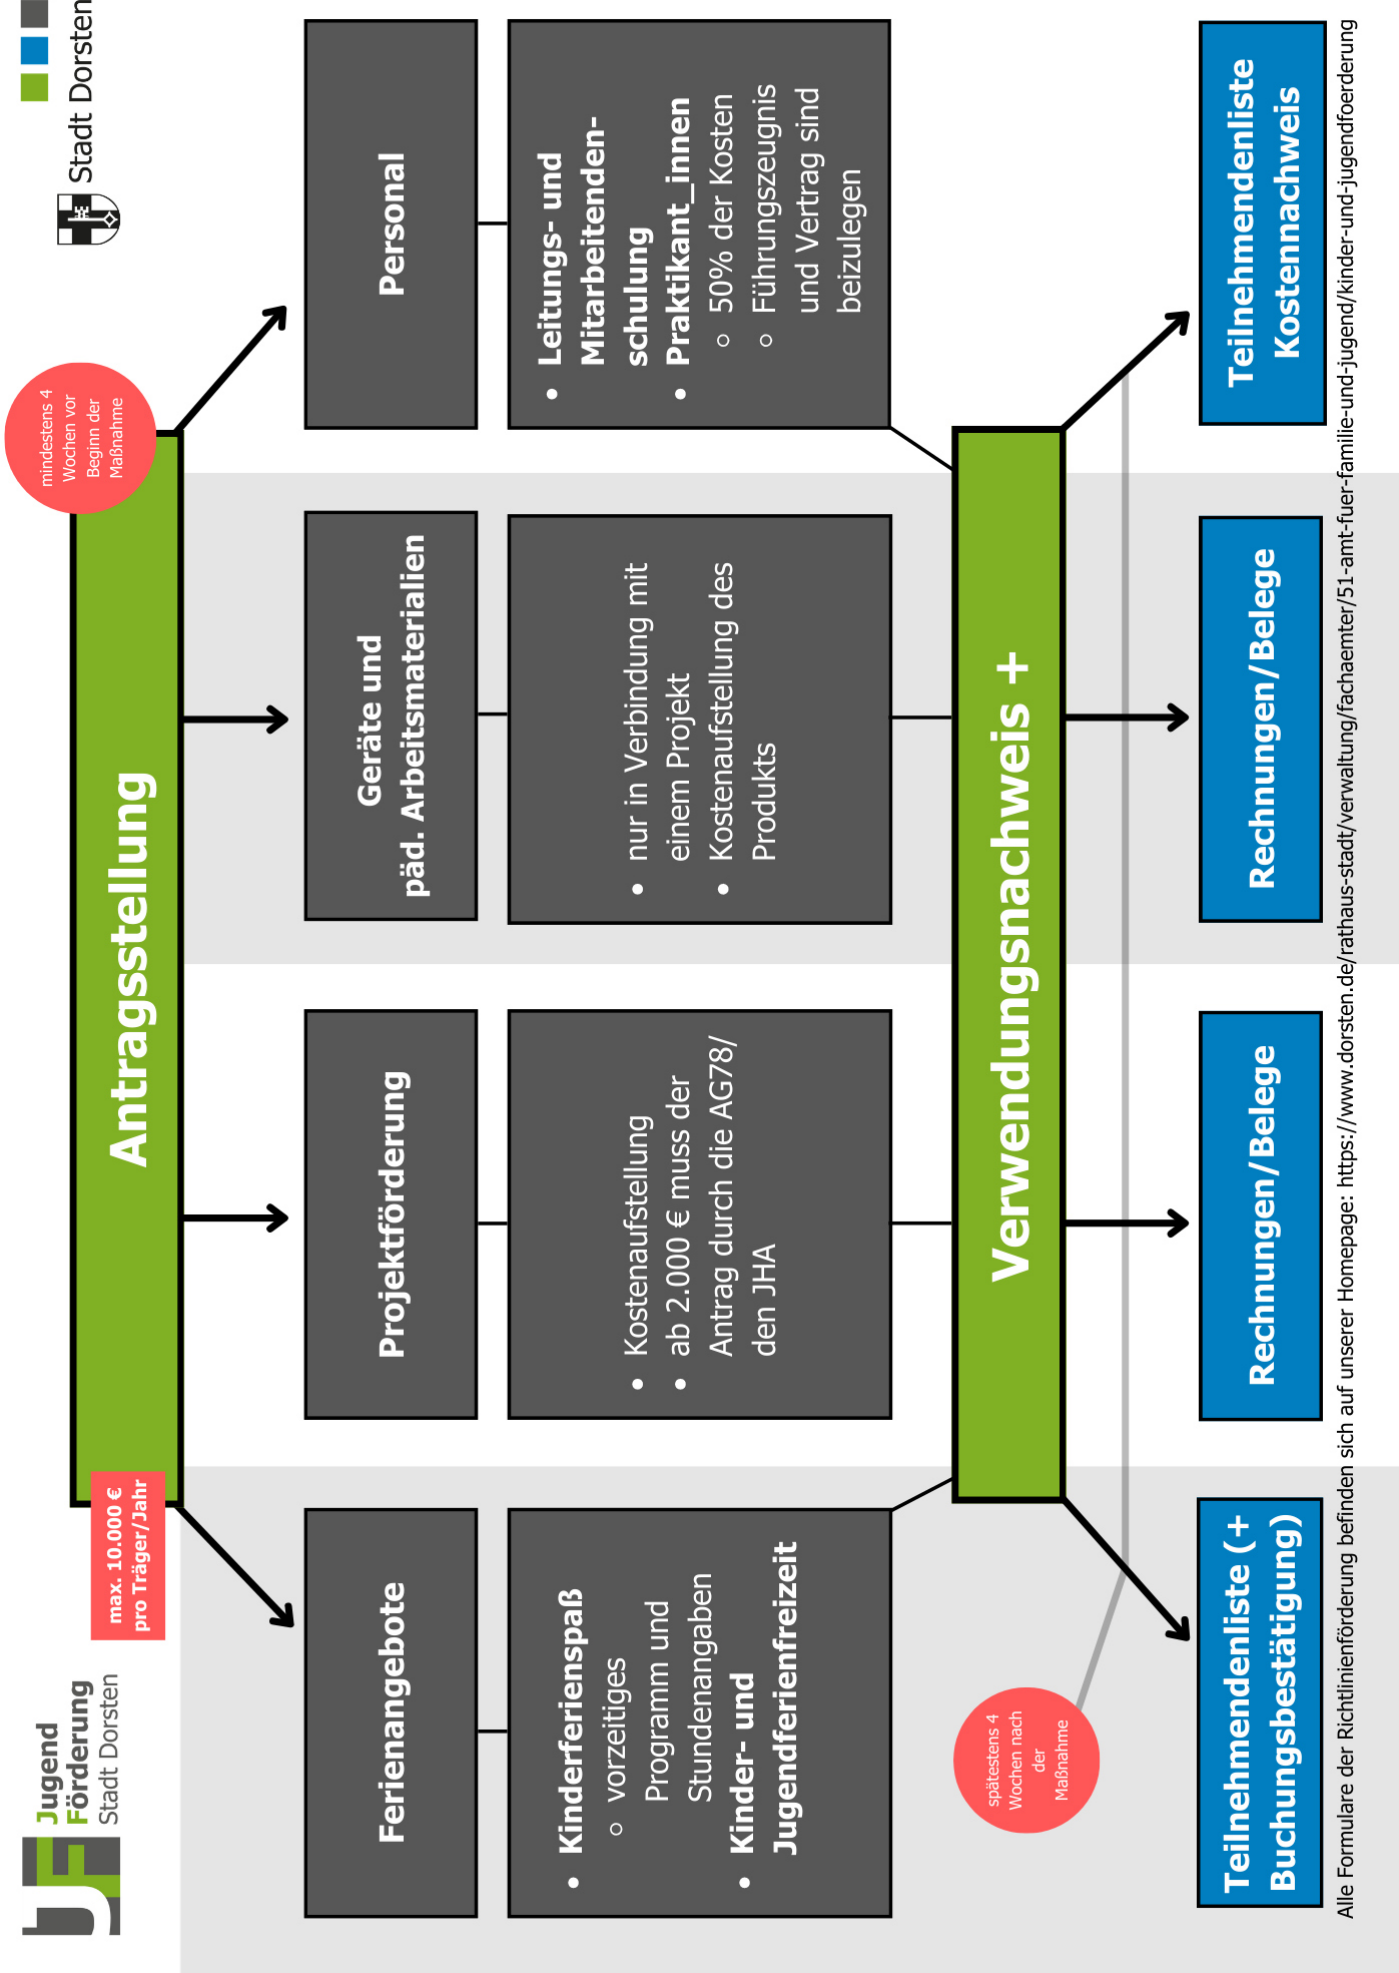 Jugend
Förderung
Stadt Dorsten
Stadt Dorsten
max. 10.000 €
pro Träger/Jahr
Antragsstellung
mindestens 4
Wochen vor
Beginn der
Maßnahme
Ferienangebote
Projektförderung
Geräte und
päd. Arbeitsmaterialien
Personal
• Kinderferienspaß
○ vorzeitiges
Programm und
Stundenangaben
• Kinder- und
Jugendferienfreizeit
• Kostenaufstellung
• ab 2.000 € muss der
Antrag durch die AG78/
den JHA
• nur in Verbindung mit
einem Projekt
• Kostenaufstellung des
Produkts
• Leitungs- und
Mitarbeitenden-
schulung
• Praktikant_innen
○ 50% der Kosten
○ Führungszeugnis
und Vertrag sind
beizulegen
Verwendungsnachweis +
spätestens 4
Wochen nach
der
Maßnahme
Teilnehmendenliste (+
Buchungsbestätigung)
Rechnungen/Belege
Rechnungen/Belege
Teilnehmendenliste
Kostennachweis
Alle Formulare der Richtlinienförderung befinden sich auf unserer Homepage: https://www.dorsten.de/rathaus-stadt/verwaltung/fachaemter/51-amt-fuer-familie-und-jugend/kinder-und-jugendfoerderung